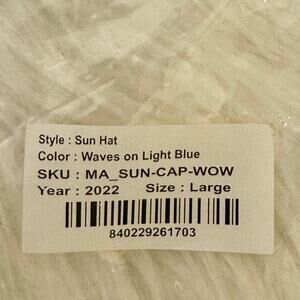 Style : Sun Hat
Color : Waves on Light Blue
SKU : MA_SUN-CAP-WOW
Year : 2022 Size : Large
840229261703